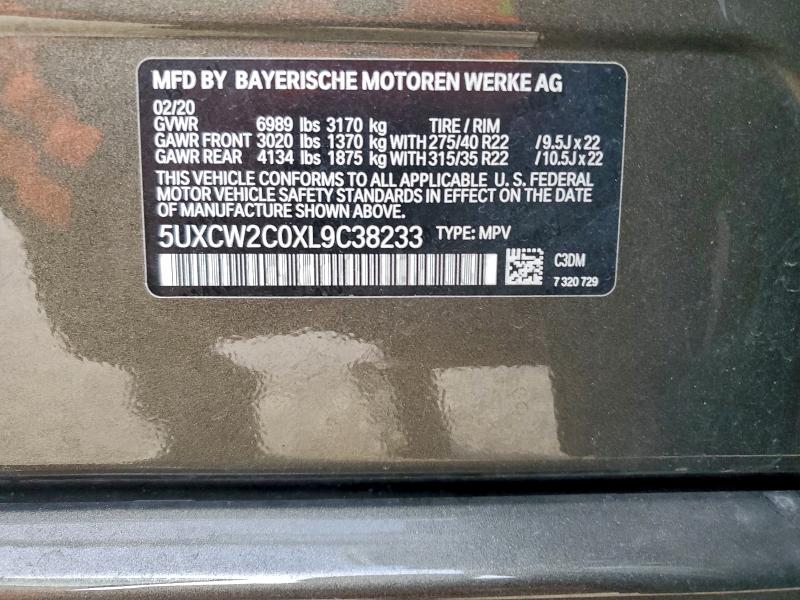 MFD BY BAYERISCHE MOTOREN WERKE AG
02/20
GVWR 6989 lbs 3170 kg TIRE / RIM
GAWR FRONT 3020 lbs 1370 kg WITH 275/40 R22 / 9.5J x 22
GAWR REAR 4134 lbs 1875 kg WITH 315/35 R22 / 10.5J x 22
THIS VEHICLE CONFORMS TO ALL APPLICABLE U. S. FEDERAL
MOTOR VEHICLE SAFETY STANDARDS IN EFFECT ON THE DATE
OF MANUFACTURE SHOWN ABOVE.
5UXCW2C0XL9C38233 TYPE: MPV
C3DM
7 320 729